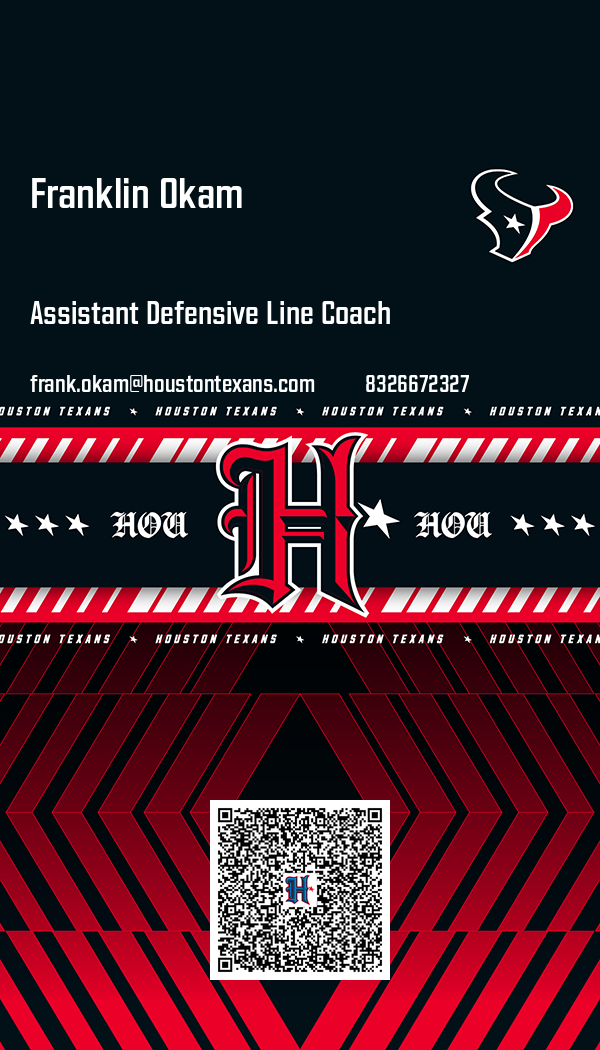 Franklin Okam
Assistant Defensive Line Coach
frank.okam@houstontexans.com 8326672327
HOUSTON TEXANS HOUSTON TEXANS HOUSTON TEXANS HOUSTON TEXANS
HOU H HOU
HOUSTON TEXANS HOUSTON TEXANS HOUSTON TEXANS HOUSTON TEXANS
H